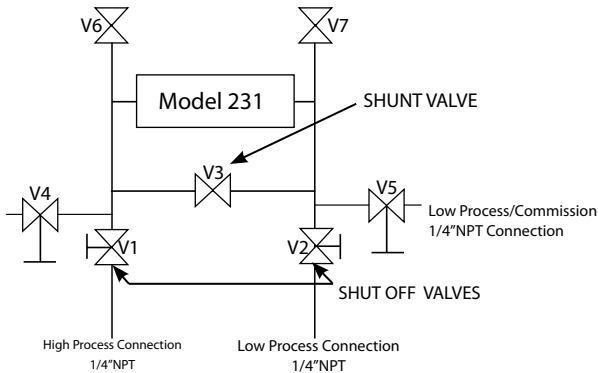 V6
V7
Model 231
SHUNT VALVE
V3
V4
V5
Low Process/Commission
1/4"NPT Connection
V1
V2
SHUT OFF VALVES
High Process Connection
1/4"NPT
Low Process Connection
1/4"NPT